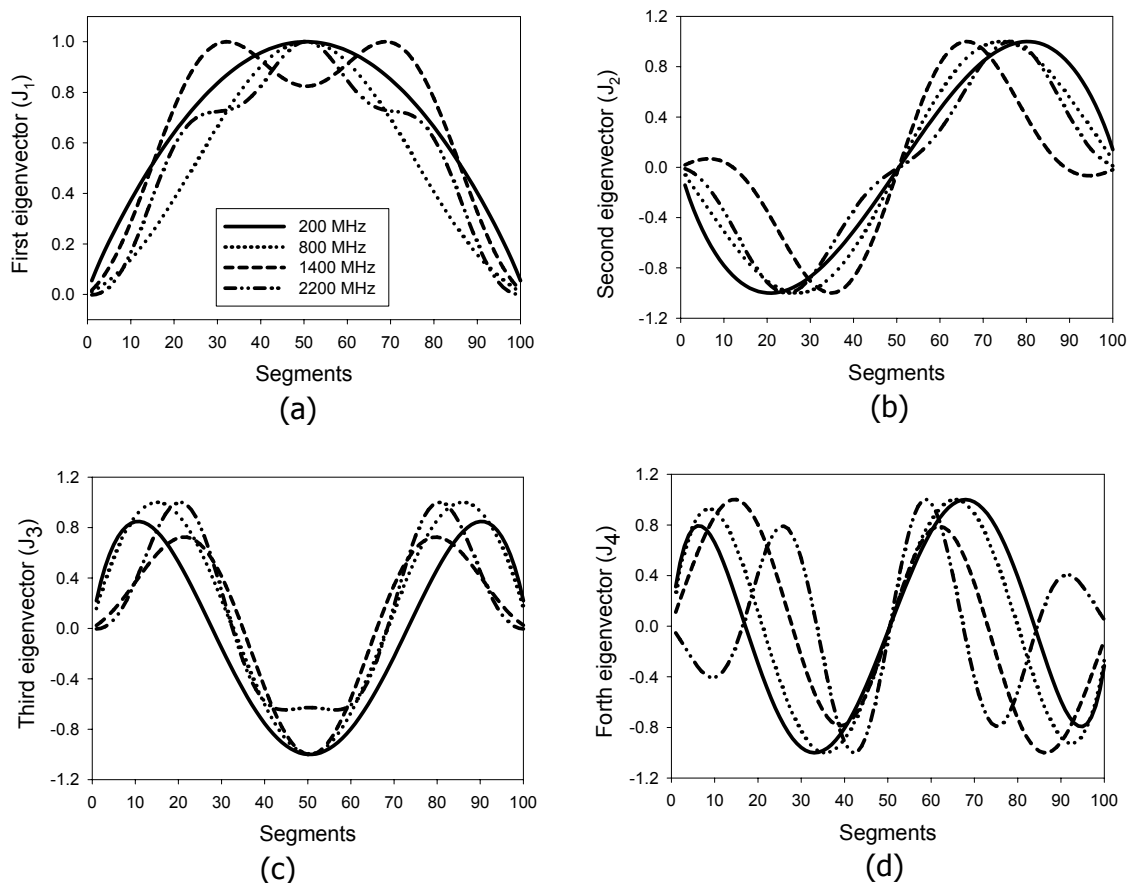 First eigenvector (J1)
1.0
0.8
0.6
0.4
0.2
0.0
200 MHz
800 MHz
1400 MHz
2200 MHz
0 10 20 30 40 50 60 70 80 90 100
Segments
(a)
Second eigenvector (J2)
1.2
0.8
0.4
0.0
-0.4
-0.8
-1.2
0 10 20 30 40 50 60 70 80 90 100
Segments
(b)
Third eigenvector (J3)
1.2
0.8
0.4
0.0
-0.4
-0.8
-1.2
0 10 20 30 40 50 60 70 80 90 100
Segments
(c)
Forth eigenvector (J4)
1.2
0.8
0.4
0.0
-0.4
-0.8
-1.2
0 10 20 30 40 50 60 70 80 90 100
Segments
(d)